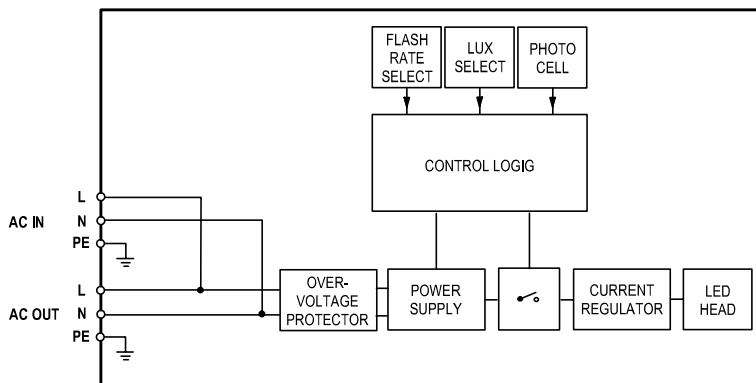 FLASH
RATE
SELECT
LUX
SELECT
PHOTO
CELL
CONTROL LOGIG
AC IN
L
N
PE
AC OUT
L
N
PE
OVER-
VOLTAGE
PROTECTOR
POWER
SUPPLY
CURRENT
REGULATOR
LED
HEAD